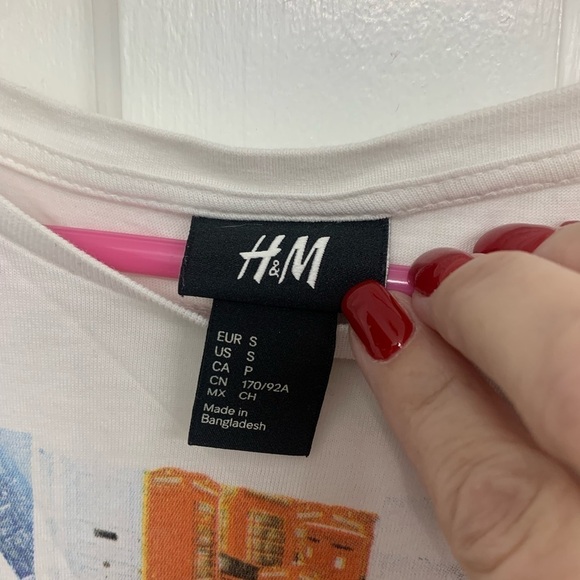 H&M
EUR S
US S
CA P
CN 170/92A
MX CH
Made in
Bangladesh